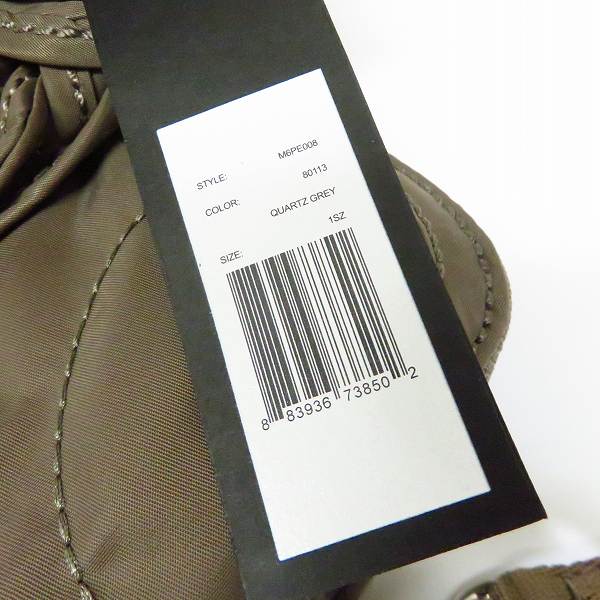 STYLE: M6PE008
COLOR: 80113
QUARTZ GREY
SIZE: 1SZ
8 83936 73850 2